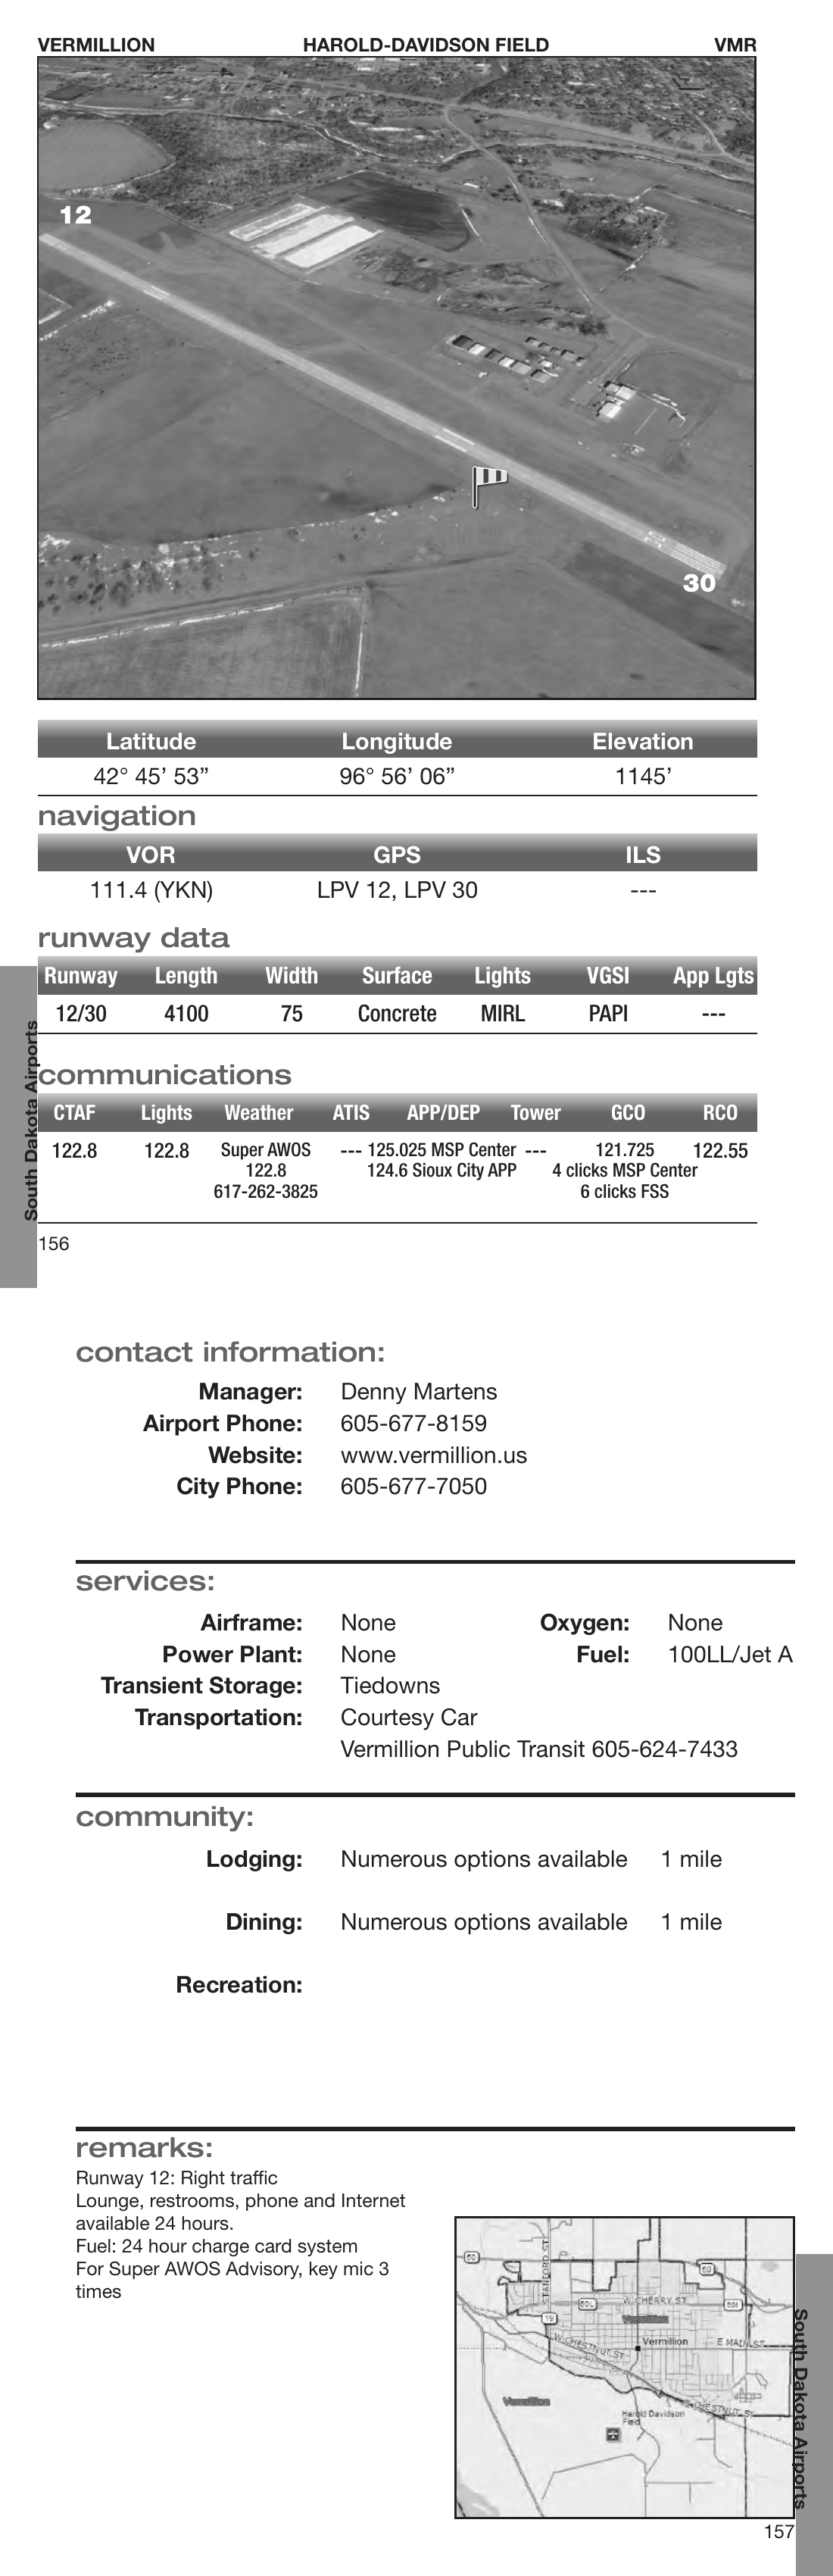 VERMILLION HAROLD-DAVIDSON FIELD VMR
12
30
Latitude Longitude Elevation
42° 45’ 53” 96° 56’ 06” 1145’
navigation
VOR GPS ILS
111.4 (YKN) LPV 12, LPV 30 ---
runway data
Runway Length Width Surface Lights VGSI App Lgts
12/30 4100 75 Concrete MIRL PAPI ---
communications
CTAF Lights Weather ATIS APP/DEP Tower GCO RCO
122.8 122.8 Super AWOS --- 125.025 MSP Center --- 121.725 122.55
122.8 124.6 Sioux City APP 4 clicks MSP Center
617-262-3825 6 clicks FSS
South Dakota Airports
156
contact information:
Manager: Denny Martens
Airport Phone: 605-677-8159
Website: www.vermillion.us
City Phone: 605-677-7050
services:
Airframe: None Oxygen: None
Power Plant: None Fuel: 100LL/Jet A
Transient Storage: Tiedowns
Transportation: Courtesy Car
Vermillion Public Transit 605-624-7433
community:
Lodging: Numerous options available 1 mile
Dining: Numerous options available 1 mile
Recreation:
remarks:
Runway 12: Right traffic
Lounge, restrooms, phone and Internet
available 24 hours.
Fuel: 24 hour charge card system
For Super AWOS Advisory, key mic 3
times
STANFORD ST
50
50
W CHERRY ST
50L
50I
19
Vermillion
W CHESTNUT ST
Vermillion
E MAIN ST
Vermillion
E CHESTNUT ST
Harold Davidson
Field
South Dakota Airports
157